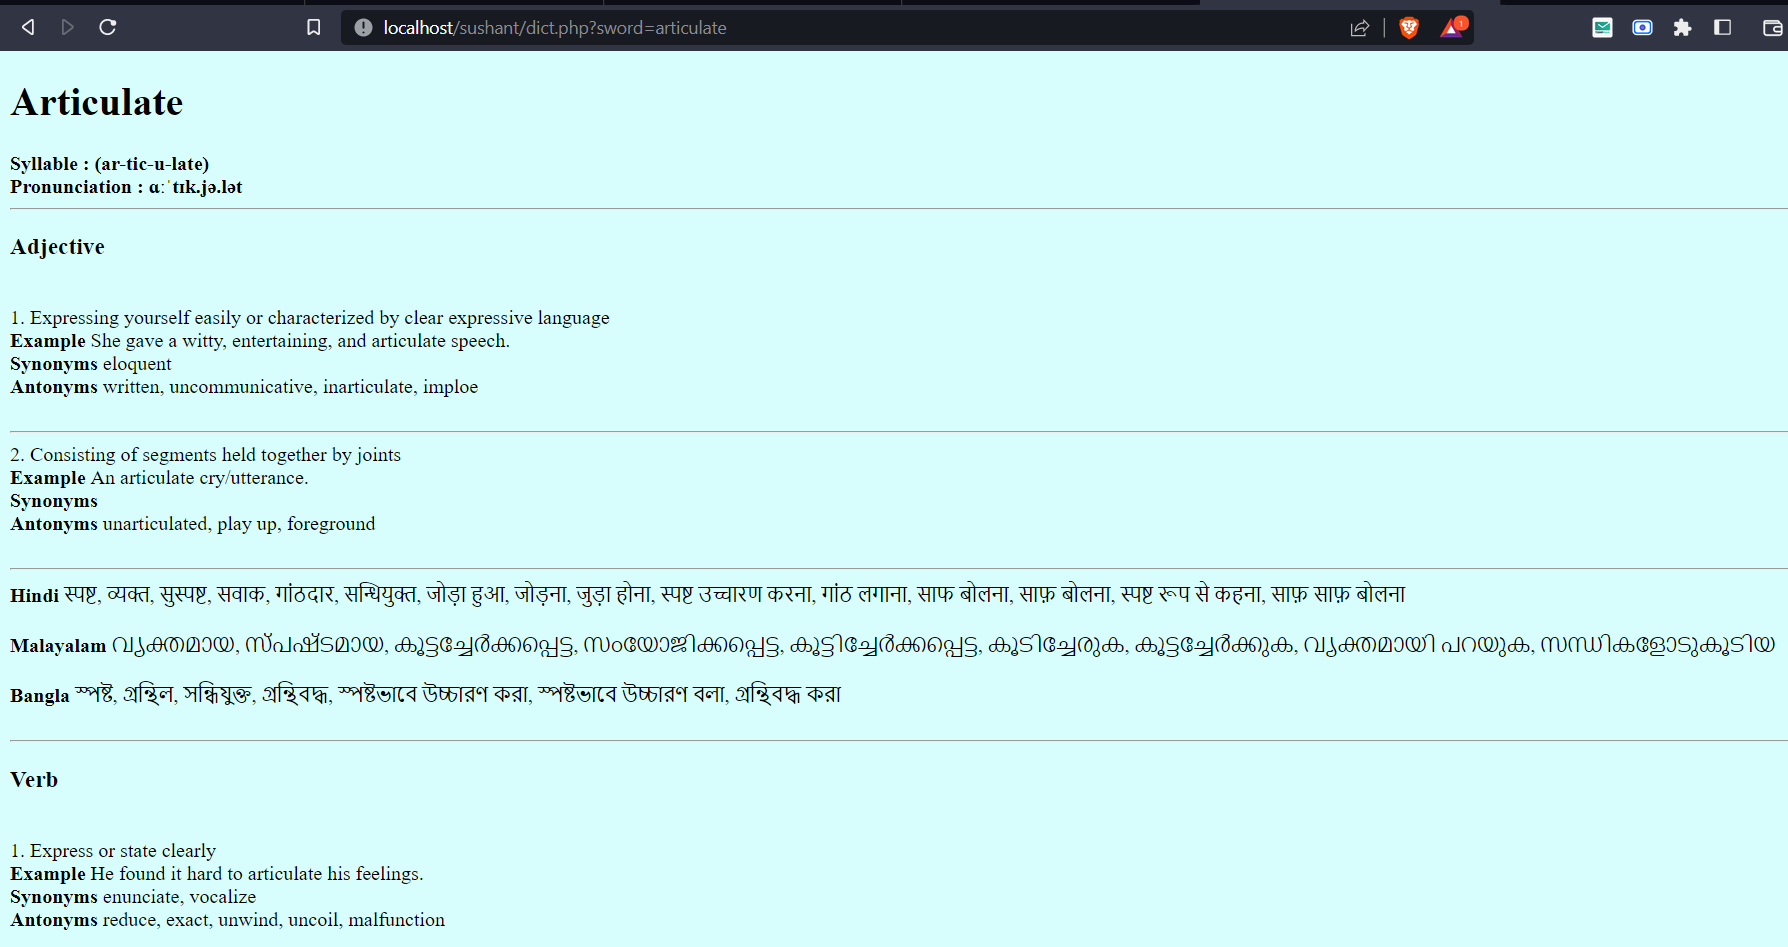 localhost/sushant/dict.php?sword=articulate
1
Articulate
Syllable : (ar-tic-u-late)
Pronunciation : ɑːˈtɪk.jə.lət
Adjective
1. Expressing yourself easily or characterized by clear expressive language
Example She gave a witty, entertaining, and articulate speech.
Synonyms eloquent
Antonyms written, uncommunicative, inarticulate, imploe
2. Consisting of segments held together by joints
Example An articulate cry/utterance.
Synonyms
Antonyms unarticulated, play up, foreground
Hindi स्पष्ट, व्यक्त, सुस्पष्ट, सवाक, गांठदार, सन्धियुक्त, जोड़ा हुआ, जोड़ना, जुड़ा होना, स्पष्ट उच्चारण करना, गांठ लगाना, साफ बोलना, साफ़ बोलना, स्पष्ट रूप से कहना, साफ़ साफ़ बोलना
Malayalam വ്യക്തമായ, സ്പഷ്ടമായ, കൂട്ടച്ചേർക്കപ്പെട്ട, സംയോജിക്കപ്പെട്ട, കൂട്ടിച്ചേർക്കപ്പെട്ട, കൂടിച്ചേരുക, കൂട്ടച്ചേർക്കുക, വ്യക്തമായി പറയുക, സന്ധികളോടുകൂടിയ
Bangla স্পষ্ট, গ্রন্থিল, সন্ধিযুক্ত, গ্রন্থিবদ্ধ, স্পষ্টভাবে উচ্চারণ করা, স্পষ্টভাবে উচ্চারণ বলা, গ্রন্থিবদ্ধ করা
Verb
1. Express or state clearly
Example He found it hard to articulate his feelings.
Synonyms enunciate, vocalize
Antonyms reduce, exact, unwind, uncoil, malfunction